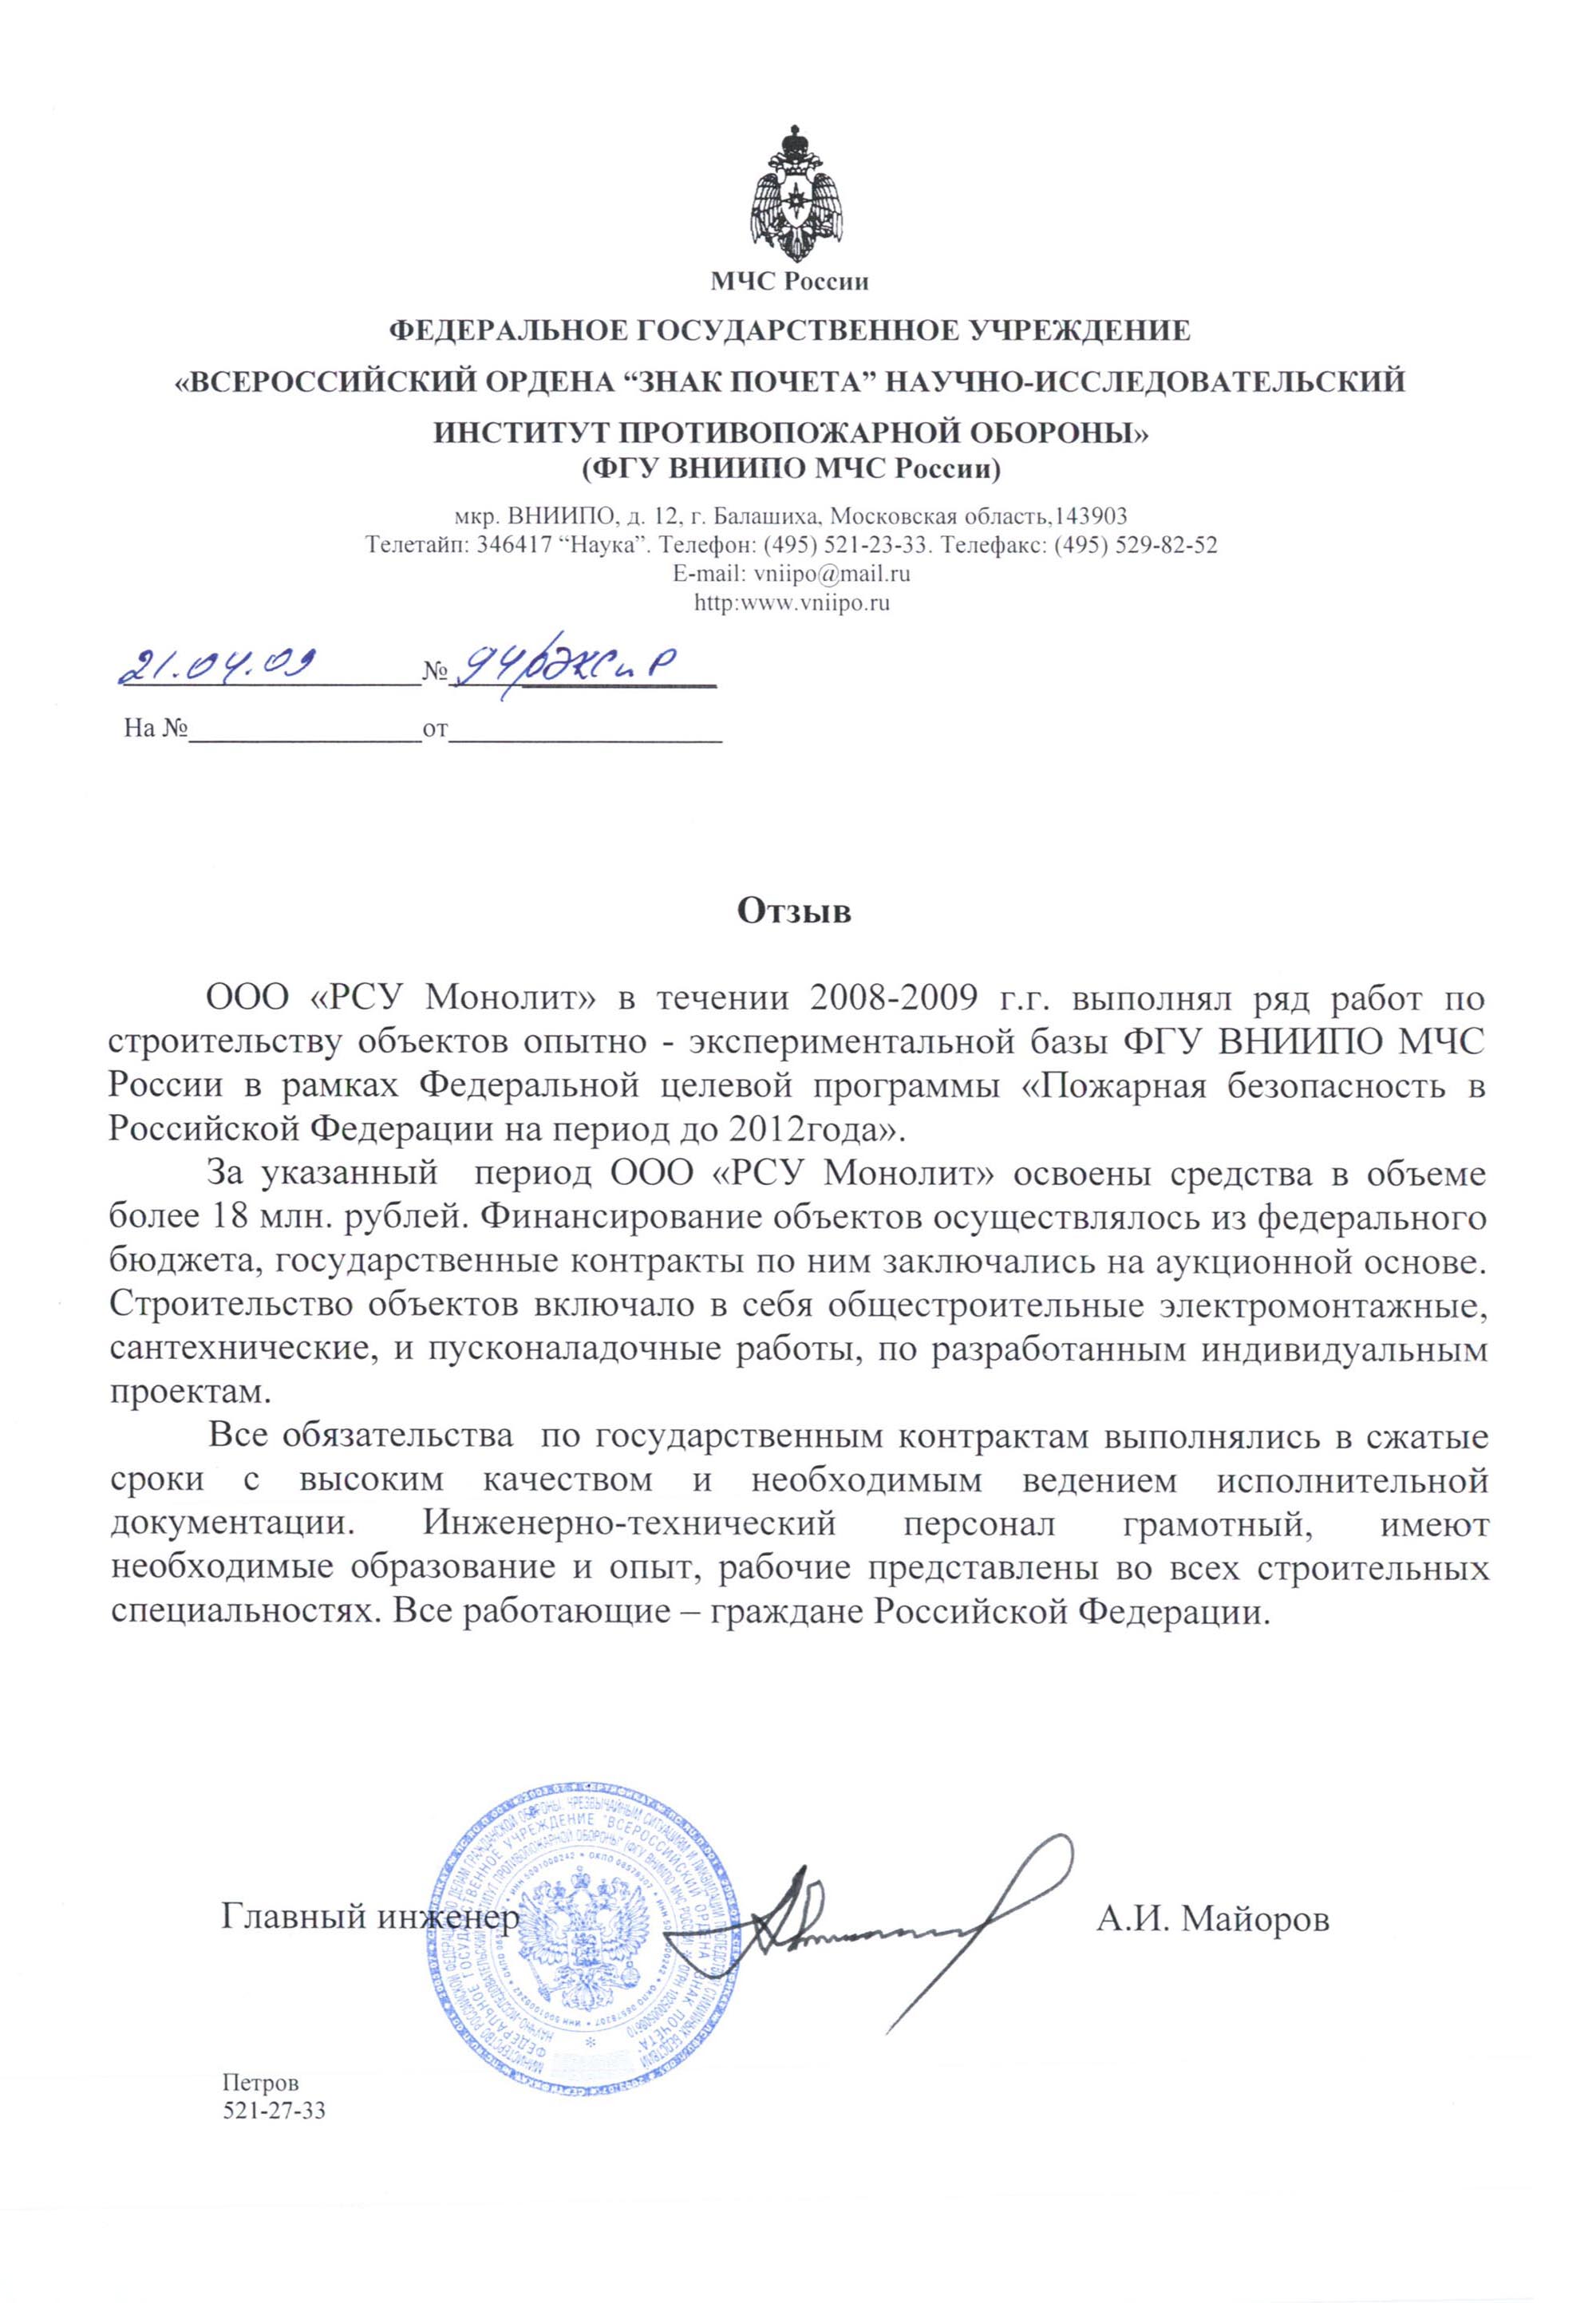 МЧС России
ФЕДЕРАЛЬНОЕ ГОСУДАРСТВЕННОЕ УЧРЕЖДЕНИЕ
«ВСЕРОССИЙСКИЙ ОРДЕНА “ЗНАК ПОЧЕТА” НАУЧНО-ИССЛЕДОВАТЕЛЬСКИЙ
ИНСТИТУТ ПРОТИВОПОЖАРНОЙ ОБОРОНЫ»
(ФГУ ВНИИПО МЧС России)
мкр. ВНИИПО, д. 12, г. Балашиха, Московская область,143903
Телетайп: 346417 “Наука”. Телефон: (495) 521-23-33. Телефакс: (495) 529-82-52
E-mail: vniipo@mail.ru
http:www.vniipo.ru
21.04.09 №
На № от
Отзыв
ООО «РСУ Монолит» в течении 2008-2009 г.г. выполнял ряд работ по
строительству объектов опытно - экспериментальной базы ФГУ ВНИИПО МЧС
России в рамках Федеральной целевой программы «Пожарная безопасность в
Российской Федерации на период до 2012года».
За указанный период ООО «РСУ Монолит» освоены средства в объеме
более 18 млн. рублей. Финансирование объектов осуществлялось из федерального
бюджета, государственные контракты по ним заключались на аукционной основе.
Строительство объектов включало в себя общестроительные электромонтажные,
сантехнические, и пусконаладочные работы, по разработанным индивидуальным
проектам.
Все обязательства по государственным контрактам выполнялись в сжатые
сроки с высоким качеством и необходимым ведением исполнительной
документации. Инженерно-технический персонал грамотный, имеют
необходимые образование и опыт, рабочие представлены во всех строительных
специальностях. Все работающие – граждане Российской Федерации.
Главный инженер А.И. Майоров
Петров
521-27-33